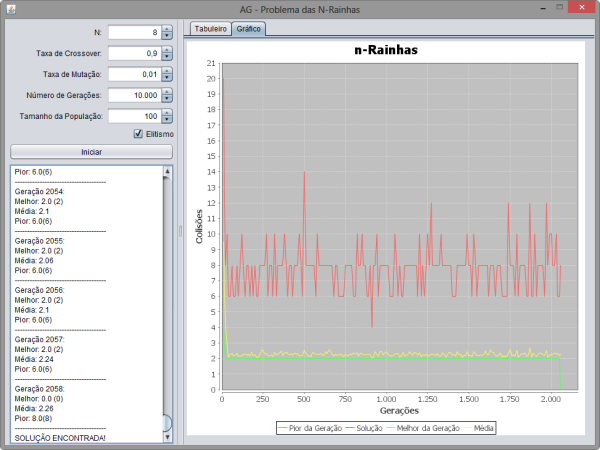 AG - Problema das N-Rainhas
N: 8
Taxa de Crossover: 0,9
Taxa de Mutação: 0,01
Número de Gerações: 10.000
Tamanho da População: 100
Elitismo
Iniciar
Pior: 6.0(6)
------------------------------------
Geração 2054:
Melhor: 2.0 (2)
Média: 2.1
Pior: 6.0(6)
------------------------------------
Geração 2055:
Melhor: 2.0 (2)
Média: 2.06
Pior: 6.0(6)
------------------------------------
Geração 2056:
Melhor: 2.0 (2)
Média: 2.1
Pior: 6.0(6)
------------------------------------
Geração 2057:
Melhor: 2.0 (2)
Média: 2.24
Pior: 6.0(6)
------------------------------------
Geração 2058:
Melhor: 0.0 (0)
Média: 2.26
Pior: 8.0(8)
------------------------------------
SOLUÇÃO ENCONTRADA!
Tabuleiro Gráfico
n-Rainhas
Colisões
21
20
19
18
17
16
15
14
13
12
11
10
9
8
7
6
5
4
3
2
1
0
0 250 500 750 1.000 1.250 1.500 1.750 2.000
Gerações
Pior da Geração Solução Melhor da Geração Média